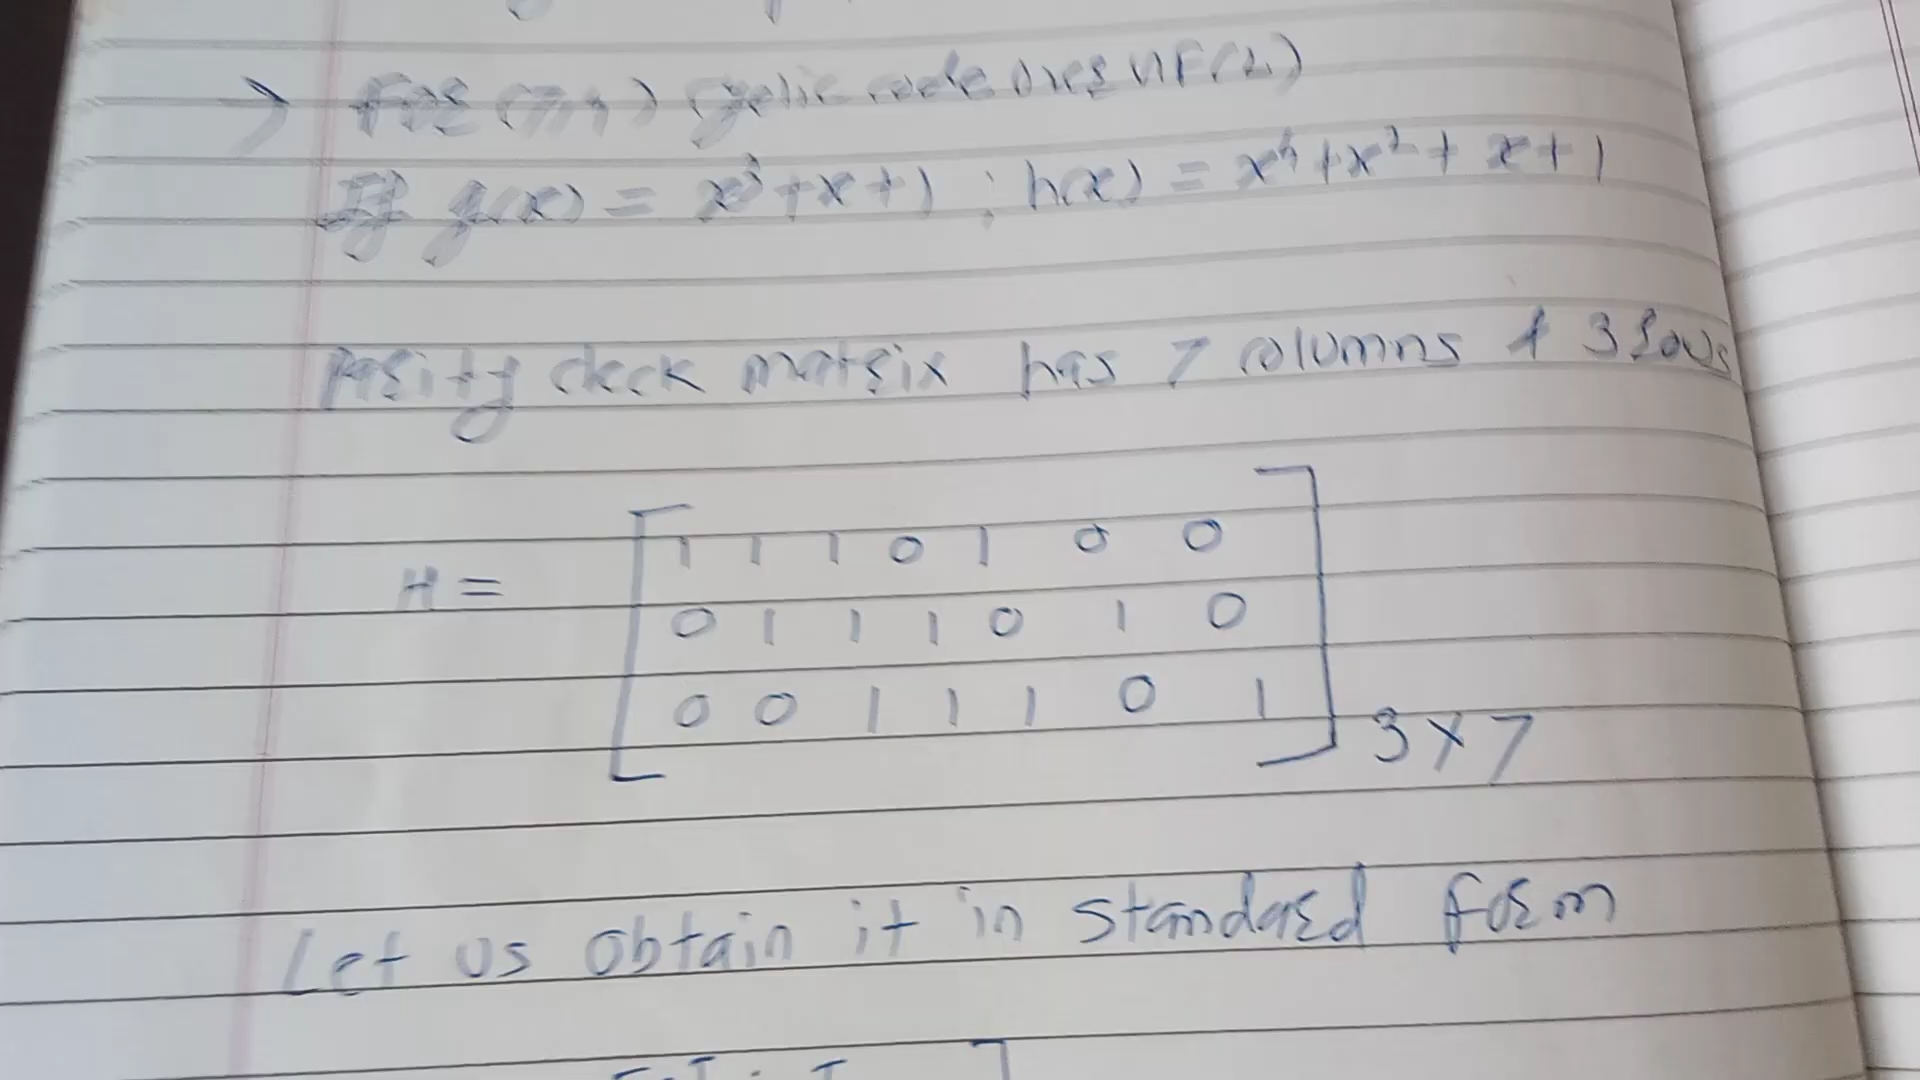 For (7,4) cyclic code over GF(2)
If g(x) = x³+x+1 ; h(x) = x⁴+x²+x+1
Parity check matrix has 7 columns & 3 rows
H =
1 1 1 0 1 0 0
0 1 1 1 0 1 0
0 0 1 1 1 0 1
3×7
Let us obtain it in standard form